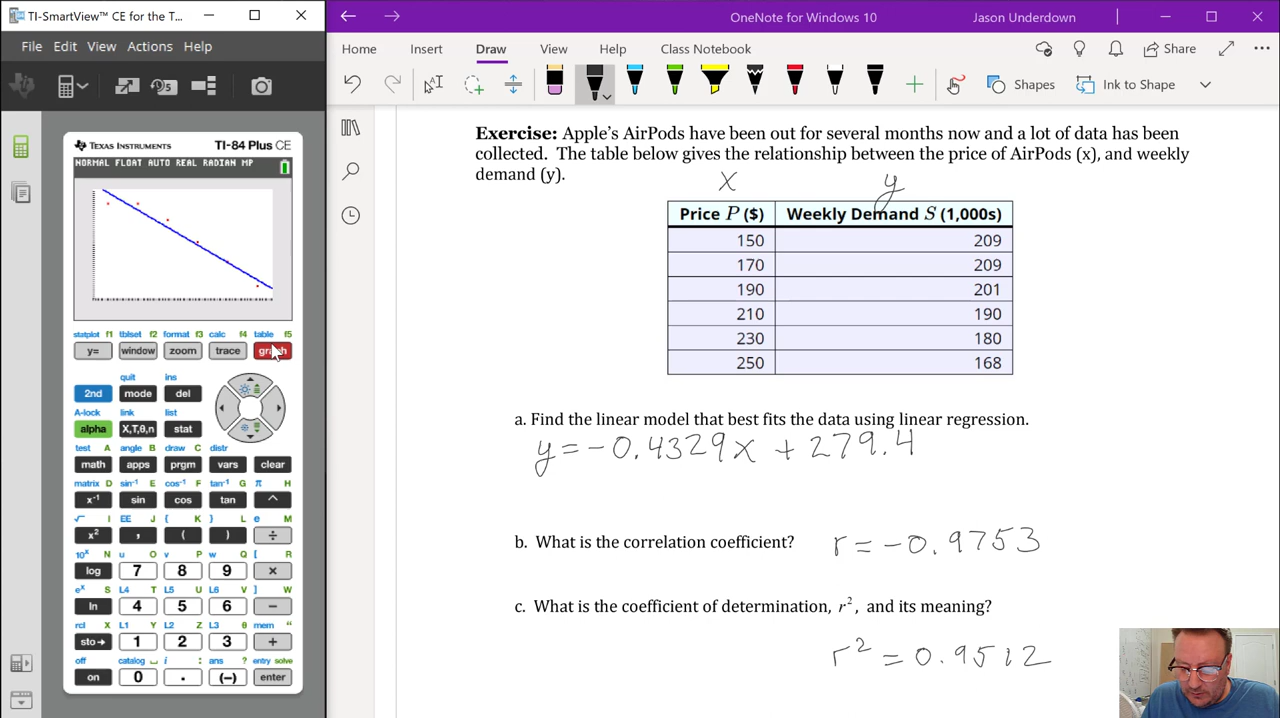 TI-SmartView™ CE for the T...
File Edit View Actions Help
TEXAS INSTRUMENTS TI-84 Plus CE
NORMAL FLOAT AUTO REAL RADIAN MP
statplot f1 tblset f2 format f3 calc f4 table f5
y= window zoom trace graph
quit ins
2nd mode del
A-lock link list
alpha X,T,θ,n stat
test A angle B draw C distr
math apps prgm vars clear
matrix D sin⁻¹ E cos⁻¹ F tan⁻¹ G π H
x⁻¹ sin cos tan ^
√ I EE J { K } L e M
x² , ( ) ÷
10ˣ N u O v P w Q [ R
log 7 8 9 ×
eˣ S L4 T L5 U L6 V ] W
ln 4 5 6 −
rcl X L1 Y L2 Z L3 θ mem "
sto→ 1 2 3 +
off catalog i : ans ? entry solve
on 0 . (−) enter
OneNote for Windows 10 Jason Underdown
Home Insert Draw View Help Class Notebook Share
Shapes Ink to Shape
Exercise: Apple's AirPods have been out for several months now and a lot of data has been
collected. The table below gives the relationship between the price of AirPods (x), and weekly
demand (y).
x y
Price P ($) Weekly Demand S (1,000s)
150 209
170 209
190 201
210 190
230 180
250 168
a. Find the linear model that best fits the data using linear regression.
y = -0.4329x + 279.4
b. What is the correlation coefficient? r = -0.9753
c. What is the coefficient of determination, r², and its meaning?
r² = 0.9512